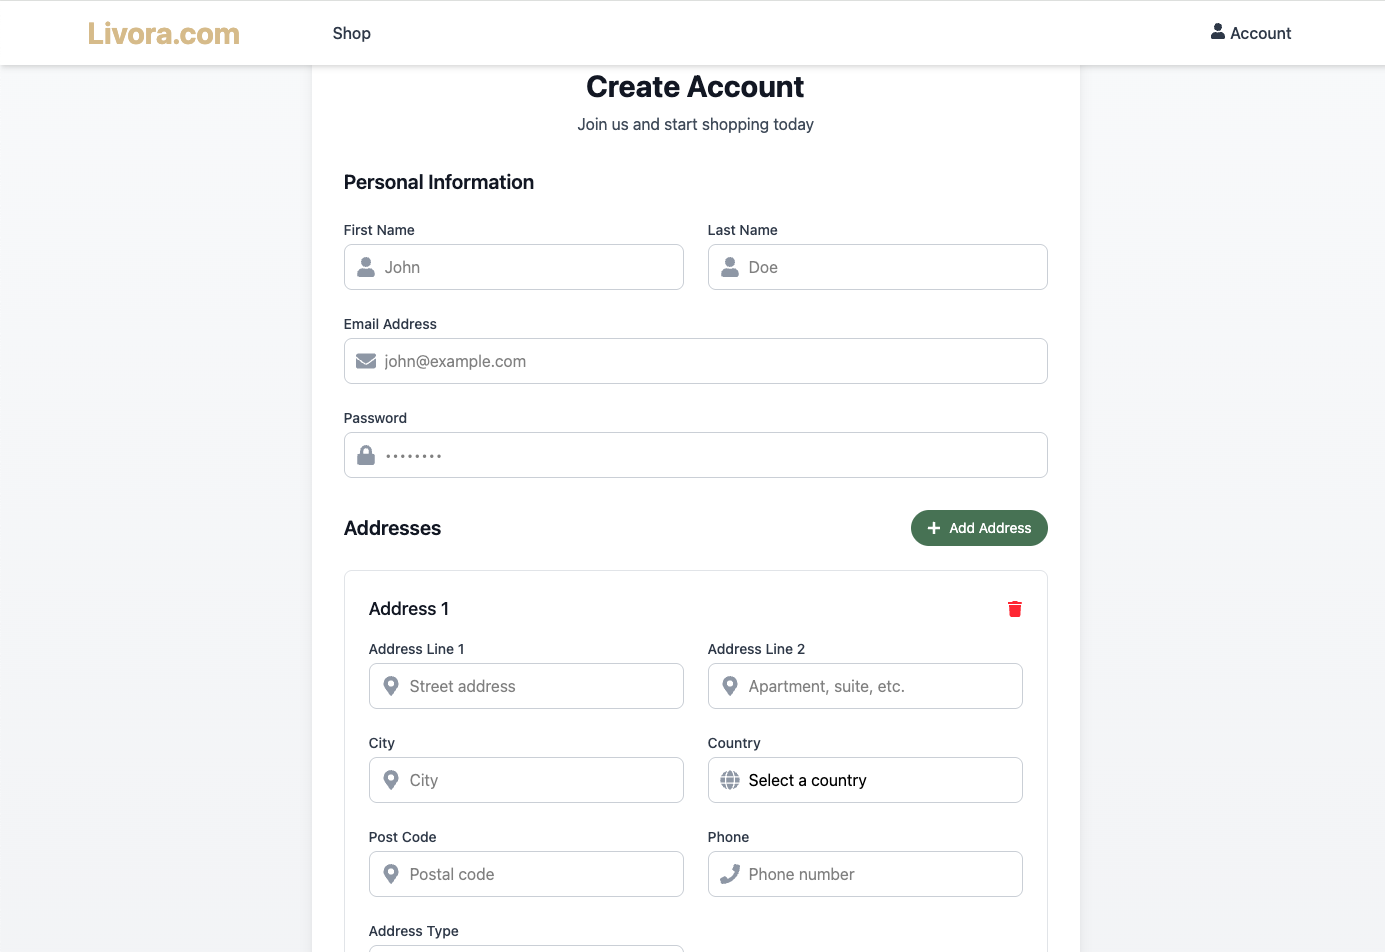 Livora.com
Shop
Account
Create Account
Join us and start shopping today
Personal Information
First Name
Last Name
John
Doe
Email Address
john@example.com
Password
••••••••
Addresses
Add Address
Address 1
Address Line 1
Address Line 2
Street address
Apartment, suite, etc.
City
Country
City
Select a country
Post Code
Phone
Postal code
Phone number
Address Type